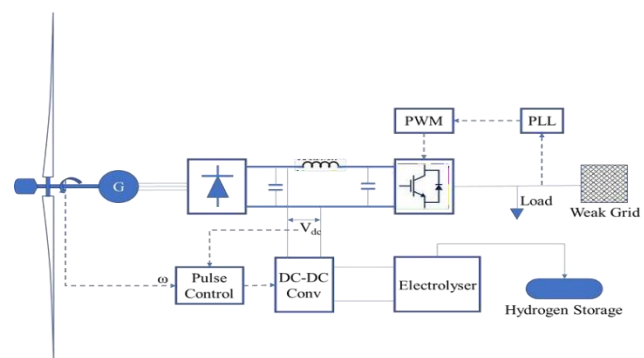 PWM
PLL
G
Load
Weak Grid
Vdc
ω
Pulse
Control
DC-DC
Conv
Electrolyser
Hydrogen Storage